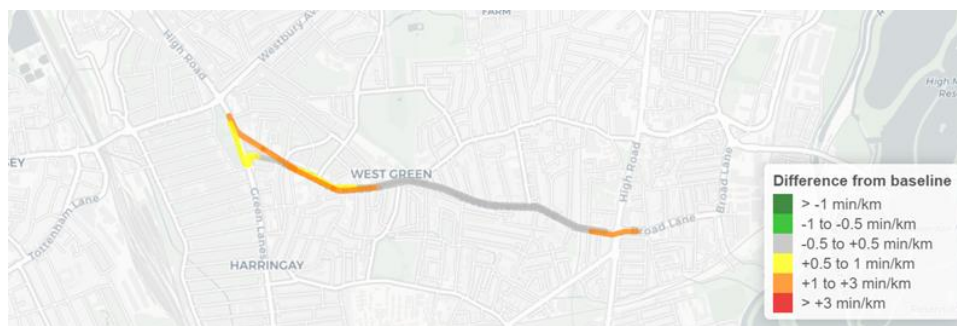 FARM
Westbury Av
High Road
High M
Res
SEY
WEST GREEN
High Road
Broad Lane
Broad Lane
Tottenham Lane
Green Lanes
HARRINGAY
Difference from baseline
> -1 min/km
-1 to -0.5 min/km
-0.5 to +0.5 min/km
+0.5 to 1 min/km
+1 to +3 min/km
> +3 min/km